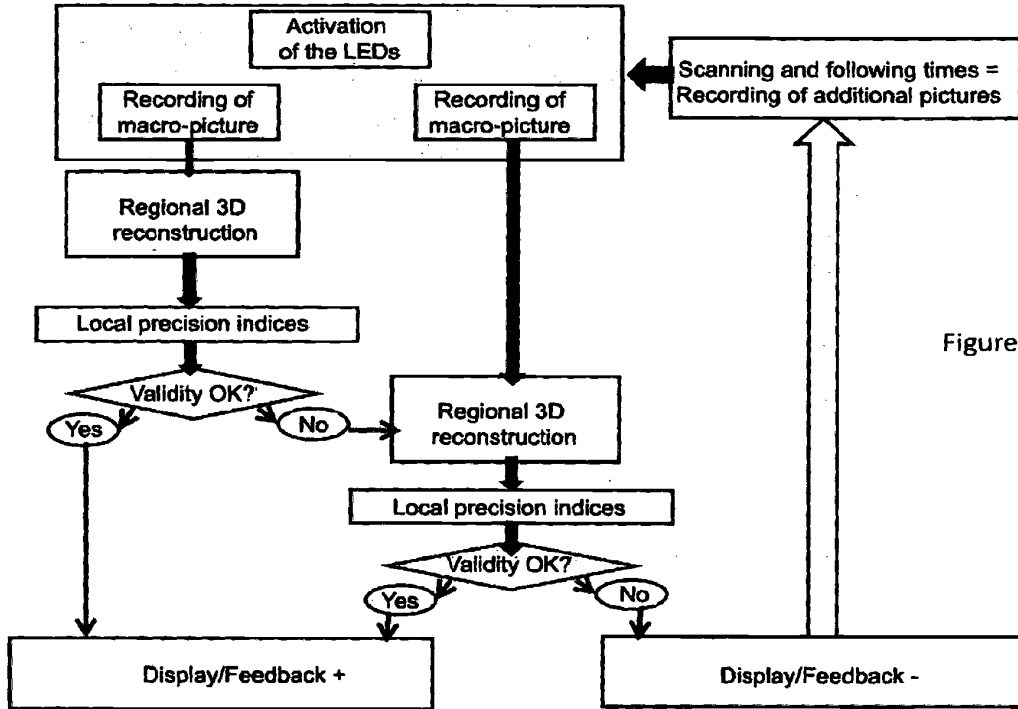 Activation
of the LEDs
Scanning and following times =
Recording of additional pictures
Recording of
macro-picture
Recording of
macro-picture
Regional 3D
reconstruction
Local precision indices
Figure
Validity OK?
Yes
No
Regional 3D
reconstruction
Local precision indices
Validity OK?
Yes
No
Display/Feedback +
Display/Feedback -